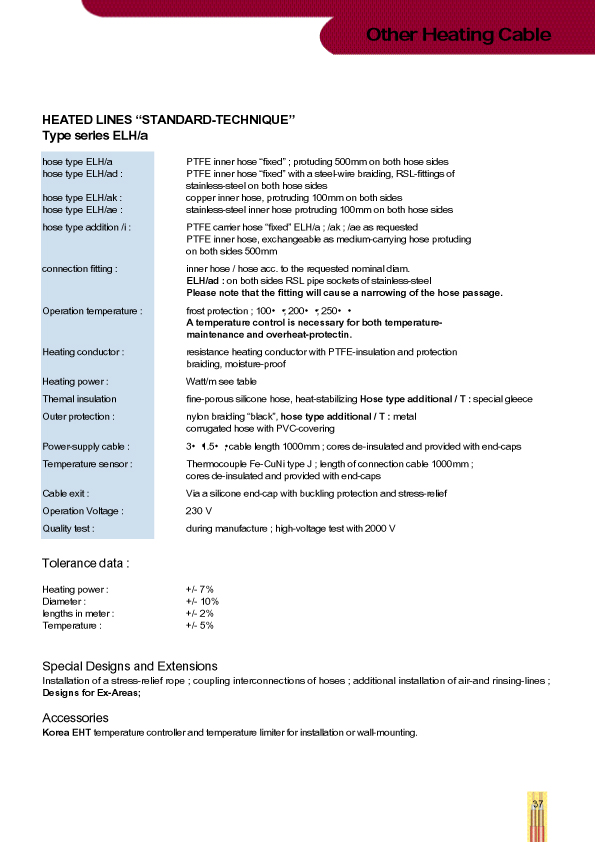 Other Heating Cable
HEATED LINES “STANDARD-TECHNIQUE”
Type series ELH/a
hose type ELH/a PTFE inner hose “fixed” ; protuding 500mm on both hose sides
hose type ELH/ad : PTFE inner hose “fixed” with a steel-wire braiding, RSL-fittings of
stainless-steel on both hose sides
hose type ELH/ak : copper inner hose, protruding 100mm on both sides
hose type ELH/ae : stainless-steel inner hose protruding 100mm on both hose sides
hose type addition /i : PTFE carrier hose “fixed” ELH/a ; /ak ; /ae as requested
PTFE inner hose, exchangeable as medium-carrying hose protuding
on both sides 500mm
connection fitting : inner hose / hose acc. to the requested nominal diam.
ELH/ad : on both sides RSL pipe sockets of stainless-steel
Please note that the fitting will cause a narrowing of the hose passage.
Operation temperature : frost protection ; 100• •; 200• •; 250• •
A temperature control is necessary for both temperature-
maintenance and overheat-protectin.
Heating conductor : resistance heating conductor with PTFE-insulation and protection
braiding, moisture-proof
Heating power : Watt/m see table
Themal insulation fine-porous silicone hose, heat-stabilizing Hose type additional / T : special gleece
Outer protection : nylon braiding “black”, hose type additional / T : metal
corrugated hose with PVC-covering
Power-supply cable : 3• 1.5• ; cable length 1000mm ; cores de-insulated and provided with end-caps
Temperature sensor : Thermocouple Fe-CuNi type J ; length of connection cable 1000mm ;
cores de-insulated and provided with end-caps
Cable exit : Via a silicone end-cap with buckling protection and stress-relief
Operation Voltage : 230 V
Quality test : during manufacture ; high-voltage test with 2000 V
Tolerance data :
Heating power : +/- 7%
Diameter : +/- 10%
lengths in meter : +/- 2%
Temperature : +/- 5%
Special Designs and Extensions
Installation of a stress-relief rope ; coupling interconnections of hoses ; additional installation of air-and rinsing-lines ;
Designs for Ex-Areas;
Accessories
Korea EHT temperature controller and temperature limiter for installation or wall-mounting.
37